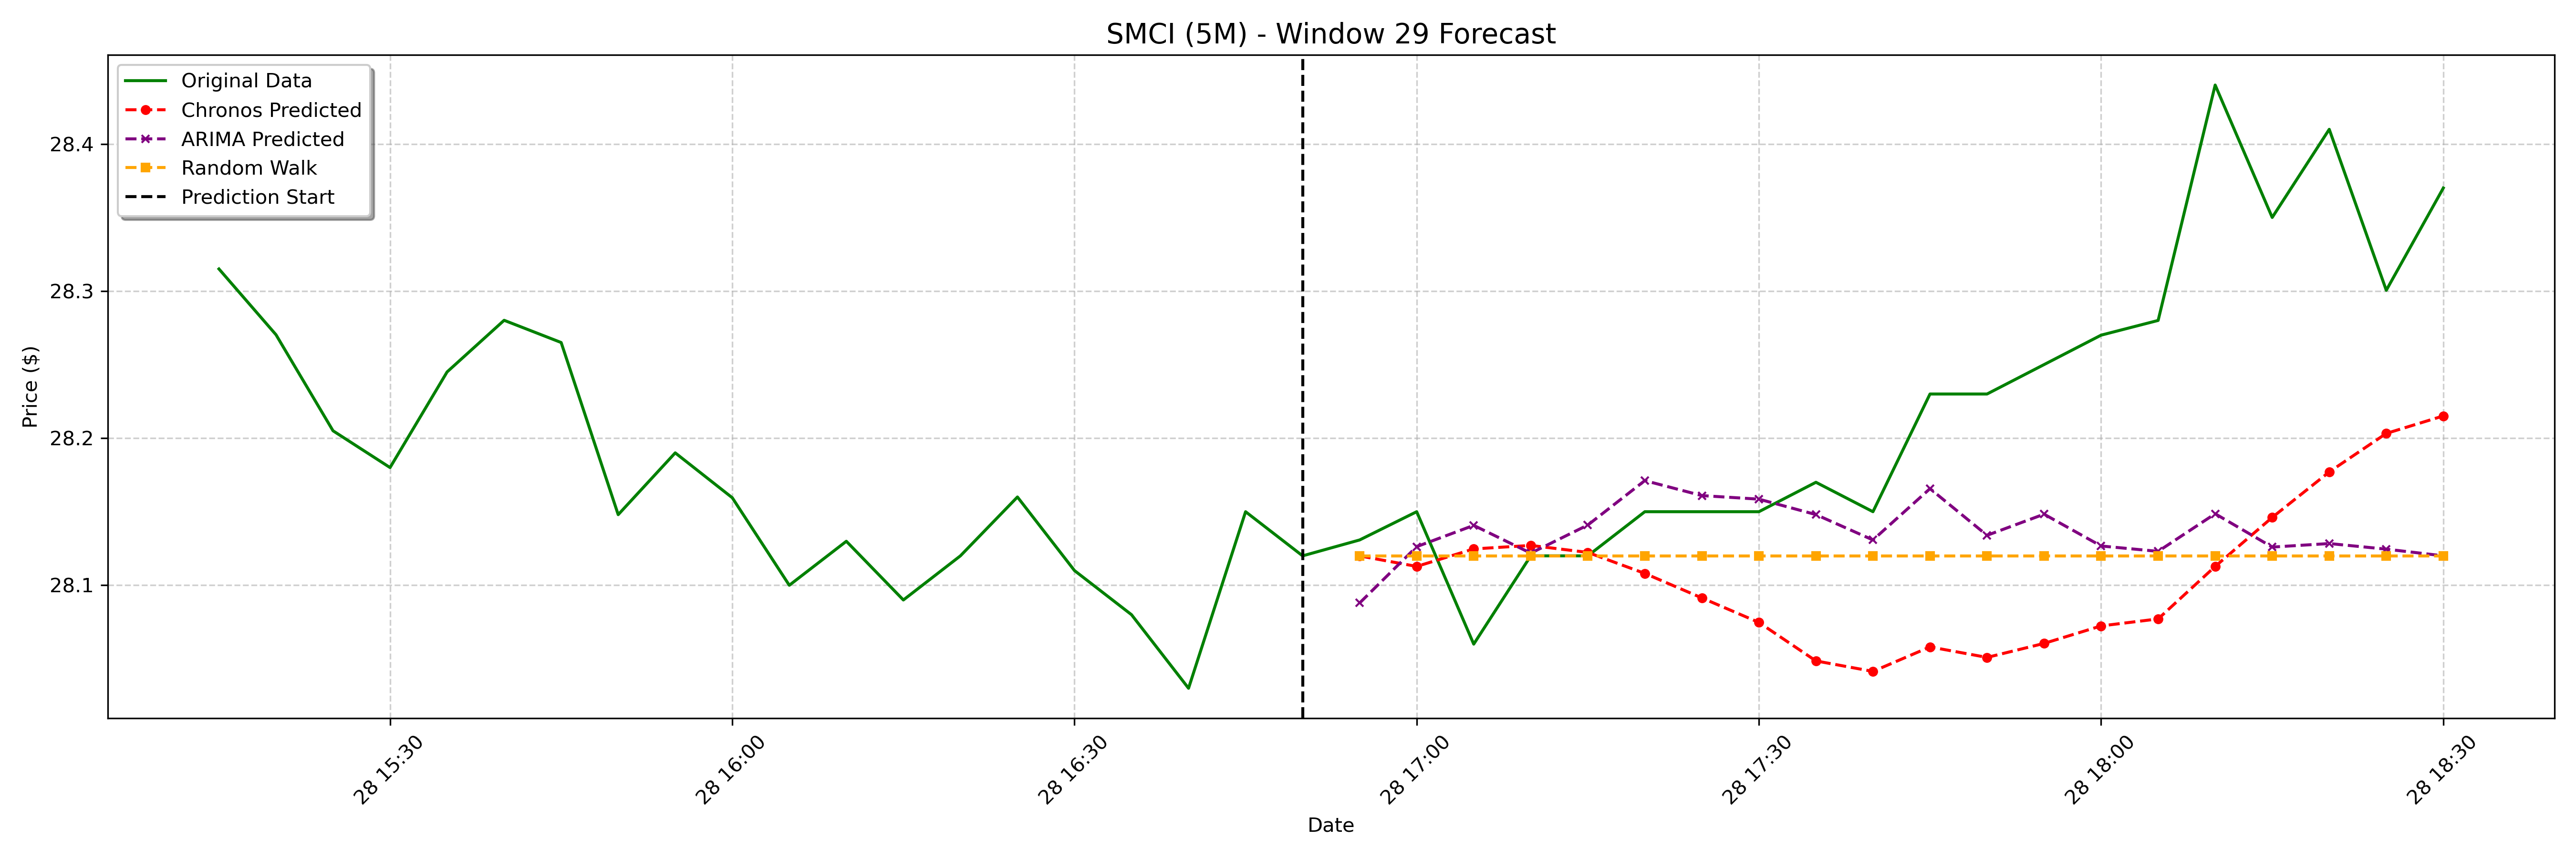 SMCI (5M) - Window 29 Forecast
Original Data
Chronos Predicted
ARIMA Predicted
Random Walk
Prediction Start
Price ($)
28.4
28.3
28.2
28.1
28 15:30
28 16:00
28 16:30
28 17:00
28 17:30
28 18:00
28 18:30
Date